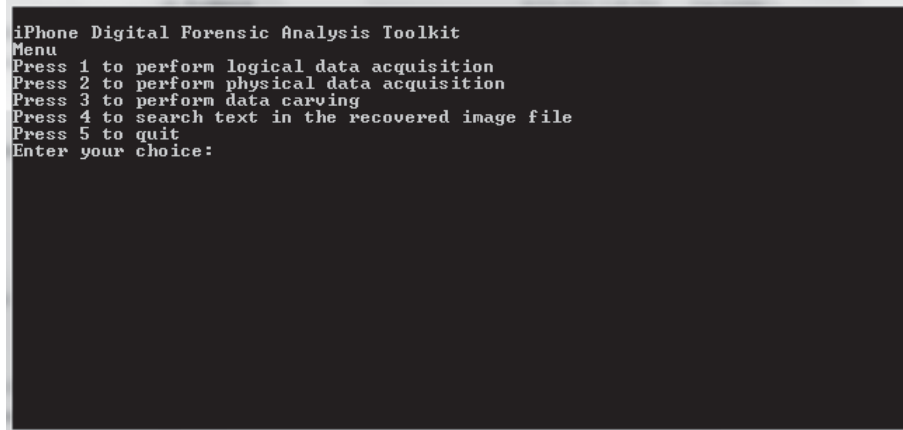 iPhone Digital Forensic Analysis Toolkit
Menu
Press 1 to perform logical data acquisition
Press 2 to perform physical data acquisition
Press 3 to perform data carving
Press 4 to search text in the recovered image file
Press 5 to quit
Enter your choice: